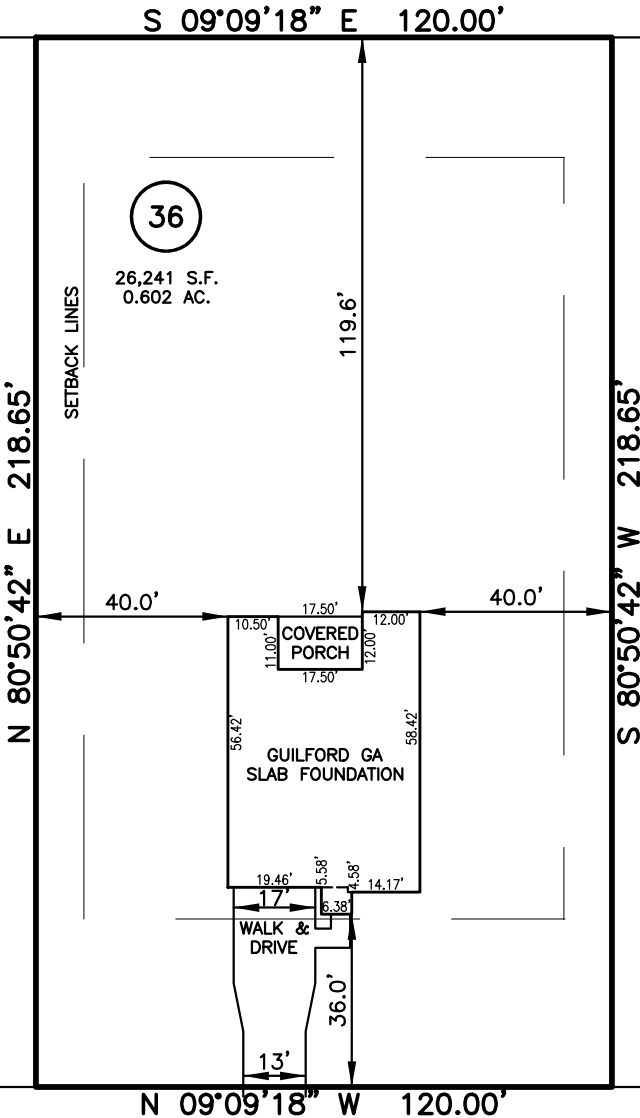 S 09°09'18" E 120.00'
36
26,241 S.F.
0.602 AC.
SETBACK LINES
119.6'
N 80°50'42" E 218.65'
S 80°50'42" W 218.65'
40.0'
17.50'
40.0'
10.50'
12.00'
COVERED
PORCH
11.00'
12.00'
17.50'
56.42'
58.42'
GUILFORD GA
SLAB FOUNDATION
19.46'
5.58'
4.58'
14.17'
17'
6.38'
WALK &
DRIVE
36.0'
13'
N 09°09'18" W 120.00'